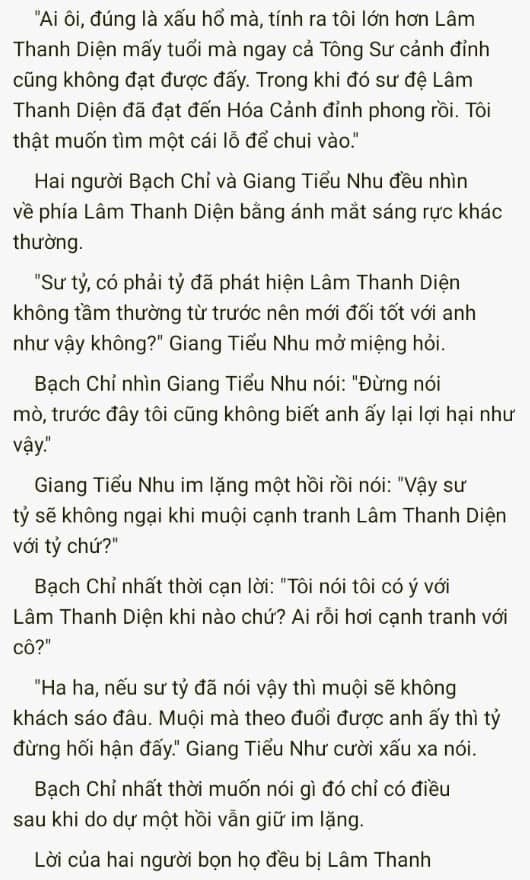 "Ai ôi, đúng là xấu hổ mà, tính ra tôi lớn hơn Lâm
Thanh Diện mấy tuổi mà ngay cả Tông Sư cảnh đỉnh
cũng không đạt được đấy. Trong khi đó sư đệ Lâm
Thanh Diện đã đạt đến Hóa Cảnh đỉnh phong rồi. Tôi
thật muốn tìm một cái lỗ để chui vào."
Hai người Bạch Chỉ và Giang Tiểu Nhu đều nhìn
về phía Lâm Thanh Diện bằng ánh mắt sáng rực khác
thường.
"Sư tỷ, có phải tỷ đã phát hiện Lâm Thanh Diện
không tầm thường từ trước nên mới đối tốt với anh
như vậy không?" Giang Tiểu Nhu mở miệng hỏi.
Bạch Chỉ nhìn Giang Tiểu Nhu nói: "Đừng nói
mò, trước đây tôi cũng không biết anh ấy lại lợi hại như
vậy."
Giang Tiểu Nhu im lặng một hồi rồi nói: "Vậy sư
tỷ sẽ không ngại khi muội cạnh tranh Lâm Thanh Diện
với tỷ chứ?"
Bạch Chỉ nhất thời cạn lời: "Tôi nói tôi có ý với
Lâm Thanh Diện khi nào chứ? Ai rỗi hơi cạnh tranh với
cô?"
"Ha ha, nếu sư tỷ đã nói vậy thì muội sẽ không
khách sáo đâu. Muội mà theo đuổi được anh ấy thì tỷ
đừng hối hận đấy." Giang Tiểu Như cười xấu xa nói.
Bạch Chỉ nhất thời muốn nói gì đó chỉ có điều
sau khi do dự một hồi vẫn giữ im lặng.
Lời của hai người bọn họ đều bị Lâm Thanh